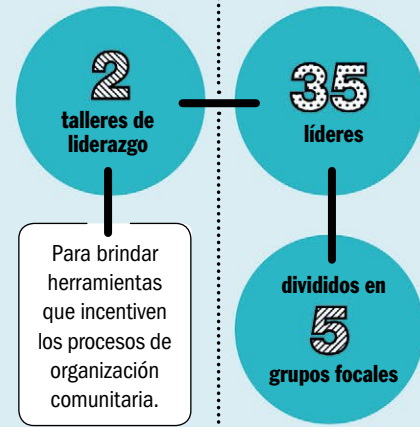 2
talleres de
liderazgo
35
líderes
Para brindar
herramientas
que incentiven
los procesos de
organización
comunitaria.
divididos en
5
grupos focales